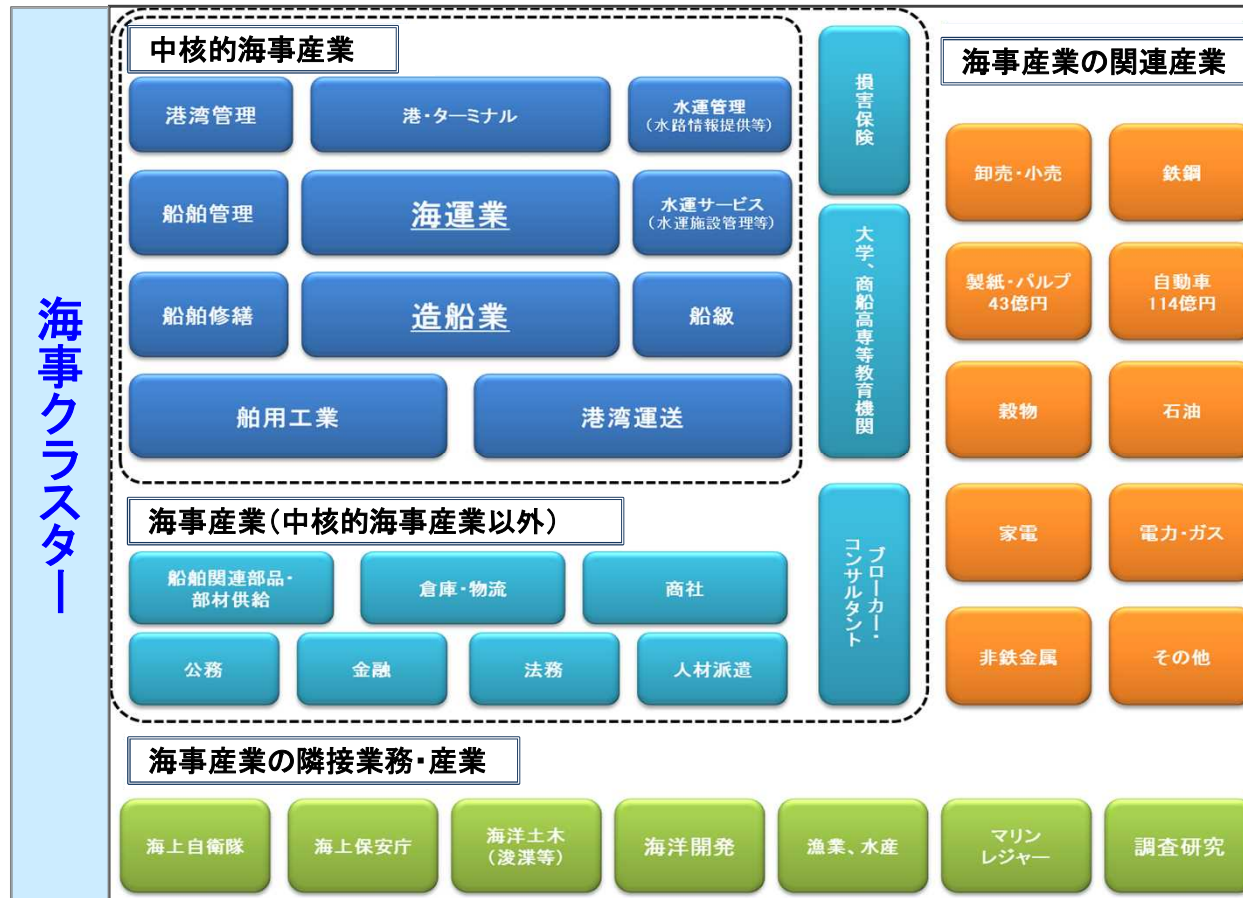 海事クラスター
中核的海事産業
港湾管理
港・ターミナル
水運管理
（水路情報提供等）
船舶管理
海運業
水運サービス
（水運施設管理等）
船舶修繕
造船業
船級
舶用工業
港湾運送
損害保険
大学、商船高専等教育機関
ブローカー・
コンサルタント
海事産業（中核的海事産業以外）
船舶関連部品・
部材供給
倉庫・物流
商社
公務
金融
法務
人材派遣
海事産業の関連産業
卸売・小売
鉄鋼
製紙・パルプ
43億円
自動車
114億円
穀物
石油
家電
電力・ガス
非鉄金属
その他
海事産業の隣接業務・産業
海上自衛隊
海上保安庁
海洋土木
（浚渫等）
海洋開発
漁業、水産
マリン
レジャー
調査研究